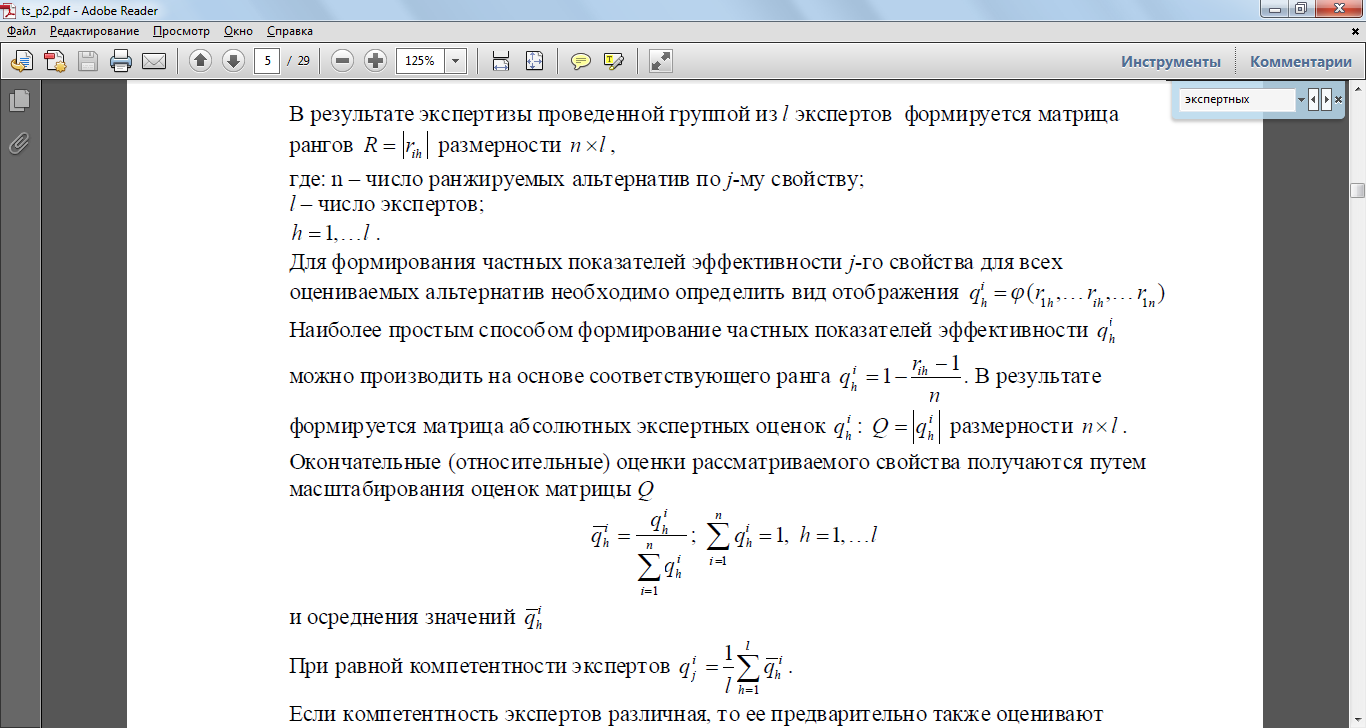 ts_p2.pdf - Adobe Reader
Файл Редактирование Просмотр Окно Справка
5 / 29 125% Инструменты Комментарии
экспертных
В результате экспертизы проведенной группой из l экспертов формируется матрица
рангов R = |r_{ih}| размерности n × l ,
где: n – число ранжируемых альтернатив по j-му свойству;
l – число экспертов;
h = 1,…l .
Для формирования частных показателей эффективности j-го свойства для всех
оцениваемых альтернатив необходимо определить вид отображения q_h^i = φ(r_{1h},… r_{ih},… r_{1n})
Наиболее простым способом формирование частных показателей эффективности q_h^i
можно производить на основе соответствующего ранга q_h^i = 1 − \frac{r_{ih} − 1}{n}. В результате
формируется матрица абсолютных экспертных оценок q_h^i : Q = |q_h^i| размерности n × l .
Окончательные (относительные) оценки рассматриваемого свойства получаются путем
масштабирования оценок матрицы Q
\overline{q}_h^i = \frac{q_h^i}{\sum_{i=1}^{n} q_h^i} ; \sum_{i=1}^{n} q_h^i = 1, h = 1,…l
и осреднения значений \overline{q}_h^i
При равной компетентности экспертов q_j^i = \frac{1}{l} \sum_{h=1}^{l} \overline{q}_h^i .
Если компетентность экспертов различная, то ее предварительно также оценивают